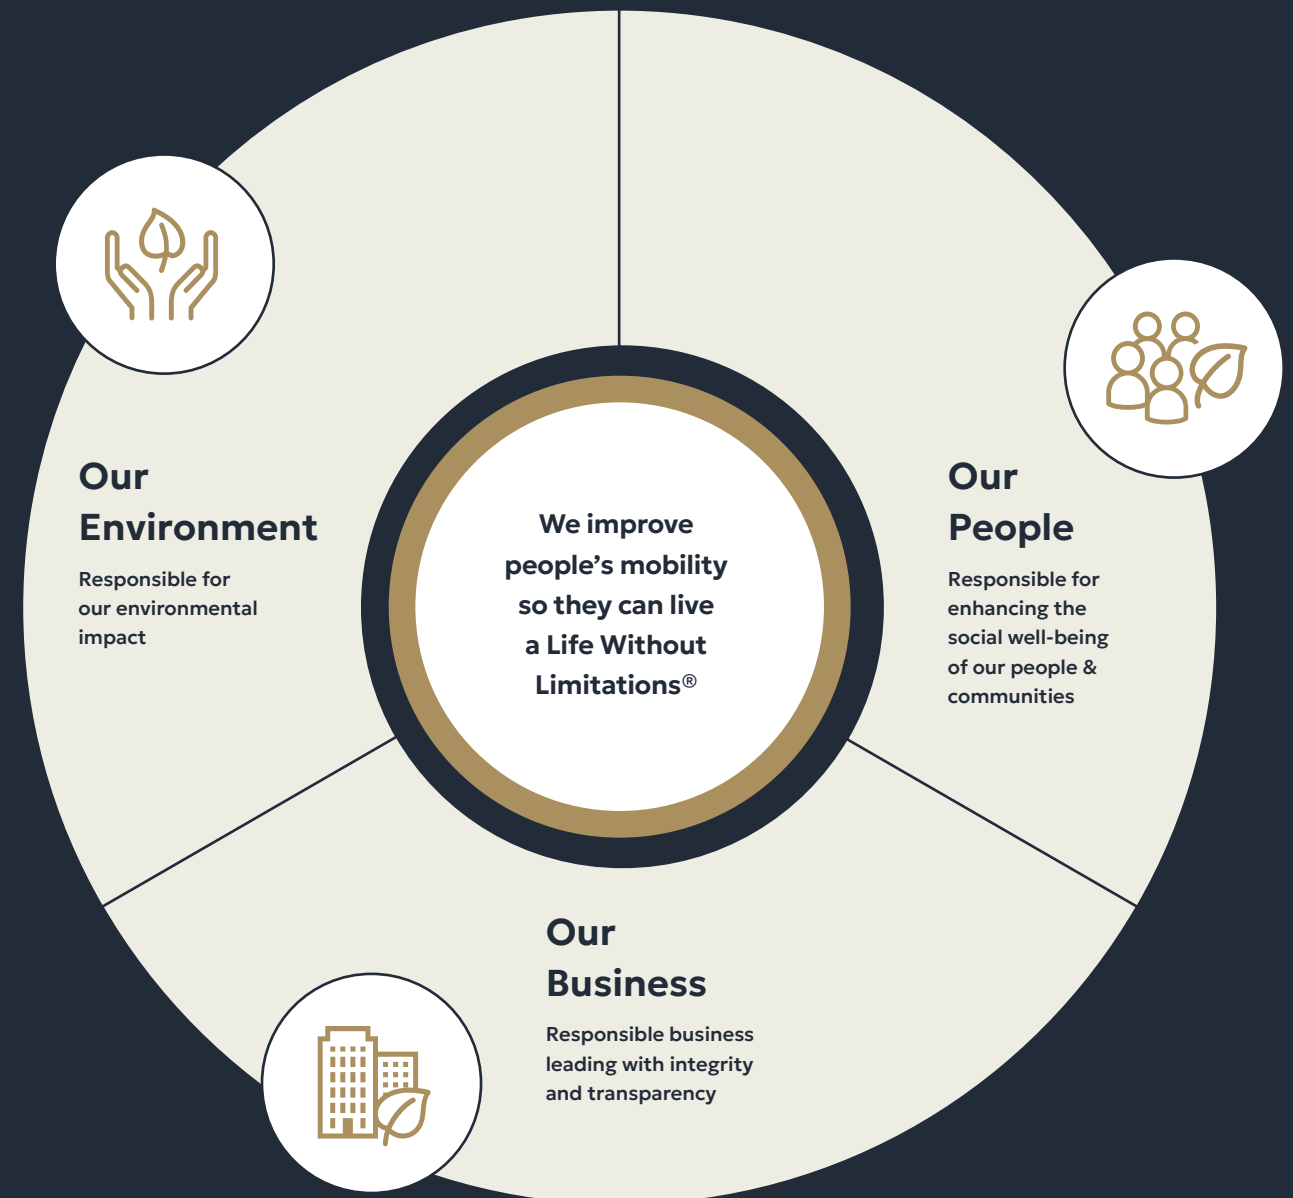 Our
Environment
Responsible for
our environmental
impact
We improve
people’s mobility
so they can live
a Life Without
Limitations®
Our
People
Responsible for
enhancing the
social well-being
of our people &
communities
Our
Business
Responsible business
leading with integrity
and transparency